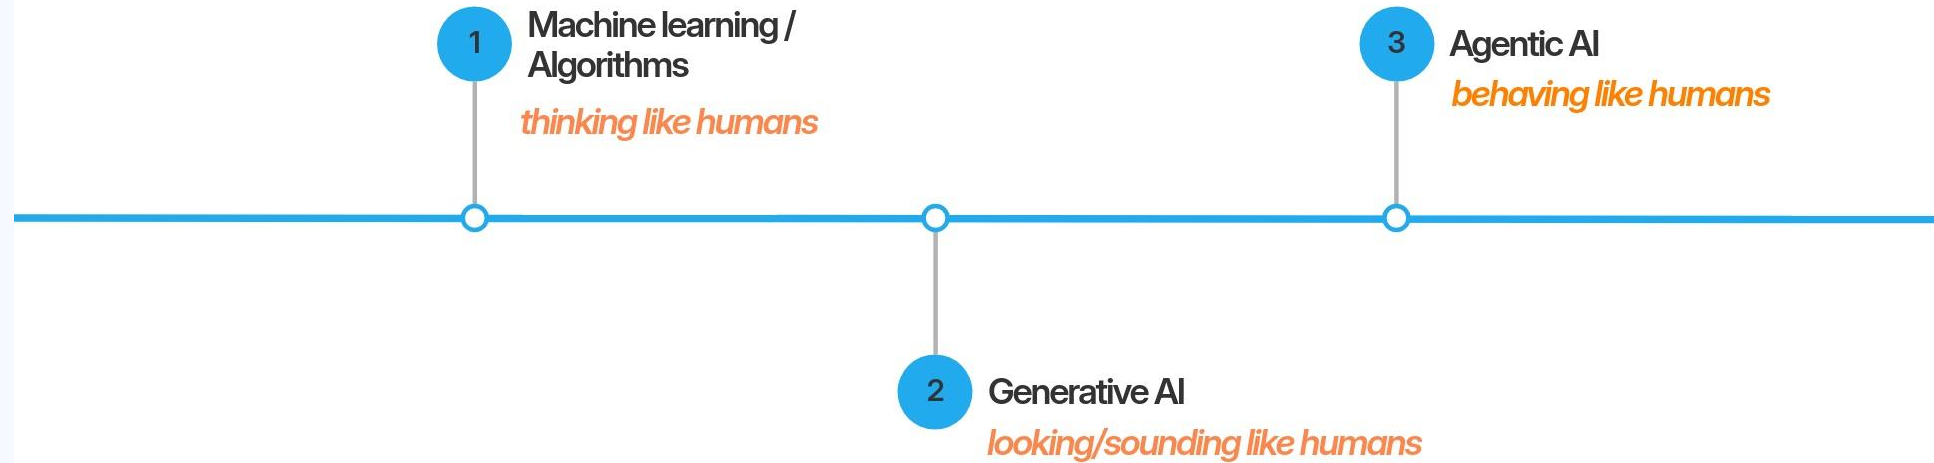 1
Machine learning /
Algorithms
thinking like humans
2
Generative AI
looking/sounding like humans
3
Agentic AI
behaving like humans